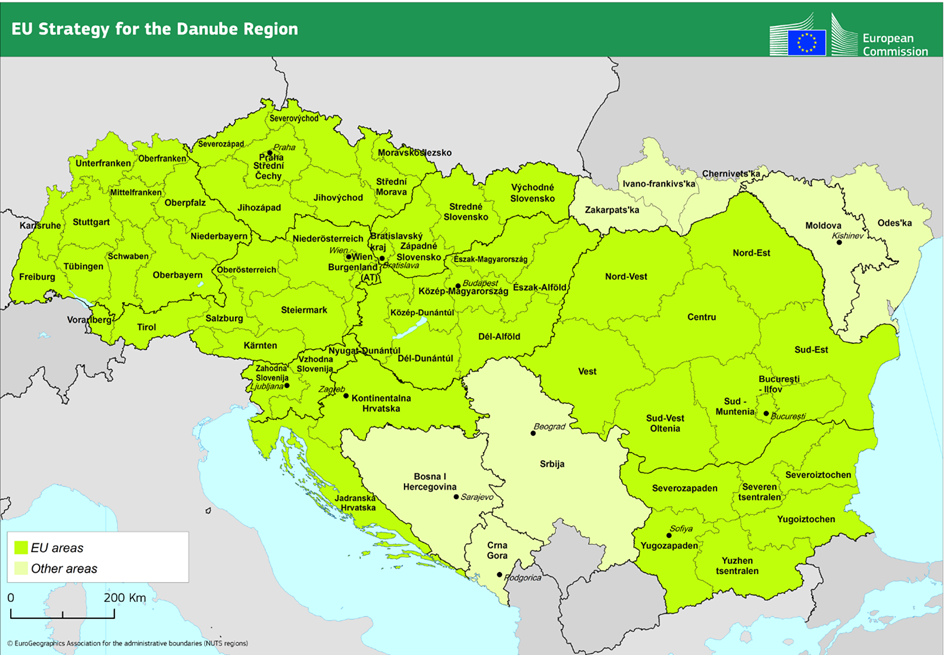 EU Strategy for the Danube Region
European
Commission
Severovýchod
Severozápad
Praha
Praha
Střední
Čechy
Moravskoslezsko
Unterfranken
Oberfranken
Mittelfranken
Oberpfalz
Jihozápad
Jihovýchod
Střední
Morava
Stredné
Slovensko
Východné
Slovensko
Zakarpats'ka
Ivano-frankivs'ka
Chernivets'ka
Moldova
Kishinev
Odes'ka
Karlsruhe
Stuttgart
Niederbayern
Niederösterreich
Bratislavský
kraj
Západné
Slovensko
Wien
Wien
Burgenland
(AT)
Bratislava
Freiburg
Tübingen
Schwaben
Oberbayern
Oberösterreich
Észak-Magyarország
Budapest
Közép-Magyarország
Észak-Alföld
Nord-Vest
Nord-Est
Vorarlberg
Tirol
Salzburg
Steiermark
Kärnten
Közép-Dunántúl
Dél-Alföld
Centru
Nyugat-Dunántúl
Dél-Dunántúl
Vzhodna
Slovenija
Zahodna
Slovenija
Ljubljana
Zagreb
Kontinentalna
Hrvatska
Vest
Sud-Est
Bucureşti
- Ilfov
Sud -
Muntenia
Bucuresti
Sud-Vest
Oltenia
Beograd
Srbija
Bosna I
Hercegovina
Sarajevo
Jadranska
Hrvatska
Severozapaden
Severen
tsentralen
Severoiztochen
Sofiya
Yugozapaden
Yugoiztochen
Yuzhen
tsentralen
Crna
Gora
Podgorica
EU areas
Other areas
0 200 Km
© EuroGeographics Association for the administrative boundaries (NUTS regions)